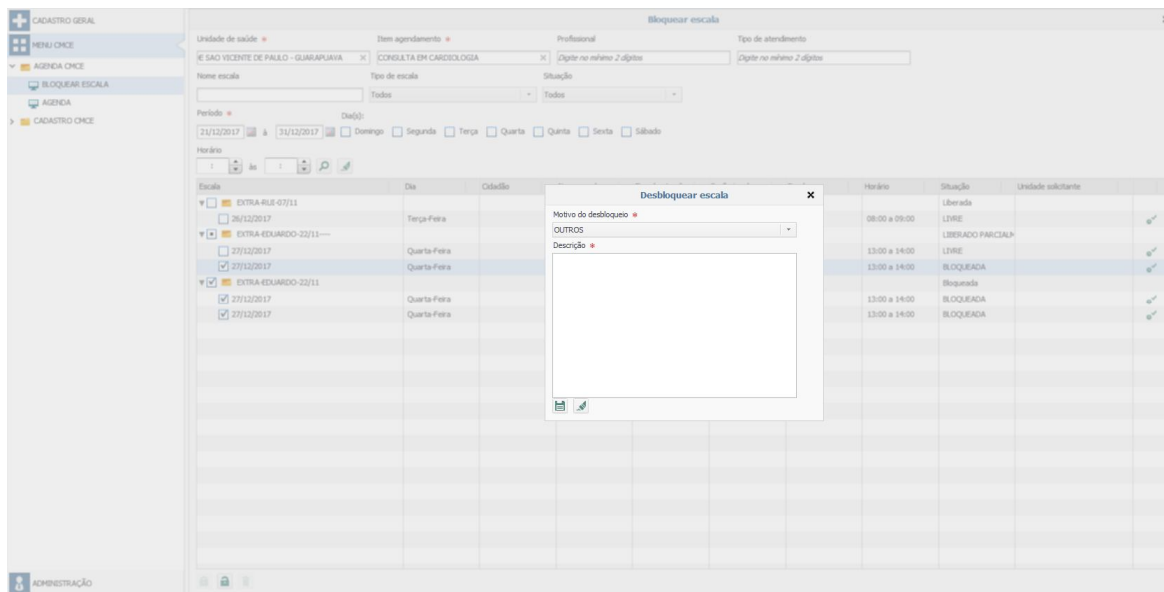 CADASTRO GERAL
MENU CMCE
AGENDA CMCE
BLOQUEAR ESCALA
AGENDA
CADASTRO CMCE
ADMINISTRAÇÃO
Bloquear escala
Unidade de saúde * Item agendamento * Profissional Tipo de atendimento
E SAO VICENTE DE PAULO - GUARAPUAVA CONSULTA EM CARDIOLOGIA Digite no mínimo 2 dígitos Digite no mínimo 2 dígitos
Nome escala Tipo de escala Situação
Todos Todos
Período * Dia(s):
21/12/2017 à 31/12/2017 Domingo Segunda Terça Quarta Quinta Sexta Sábado
Horário
: às :
Escala Dia Cidadão Horário Situação Unidade solicitante
EXTRA-RUI-07/11 Liberada
26/12/2017 Terça-Feira 08:00 a 09:00 LIVRE
EXTRA-EDUARDO-22/11---- LIBERADO PARCIALM
27/12/2017 Quarta-Feira 13:00 a 14:00 LIVRE
27/12/2017 Quarta-Feira 13:00 a 14:00 BLOQUEADA
EXTRA-EDUARDO-22/11 Bloqueada
27/12/2017 Quarta-Feira 13:00 a 14:00 BLOQUEADA
27/12/2017 Quarta-Feira 13:00 a 14:00 BLOQUEADA
Desbloquear escala
Motivo do desbloqueio *
OUTROS
Descrição *